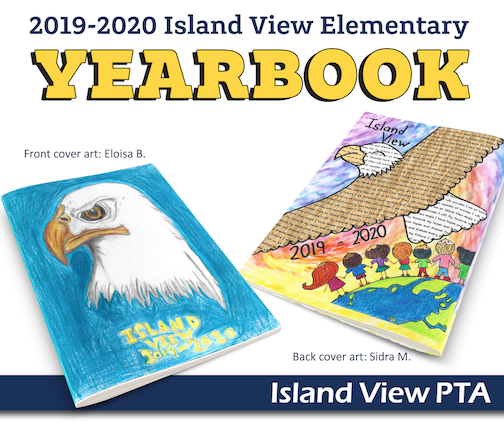 2019-2020 Island View Elementary
YEARBOOK
Front cover art: Eloisa B.
Island
View
2019 - 2020
ISLAND
VIEW
2019-2020
Back cover art: Sidra M.
Island View PTA